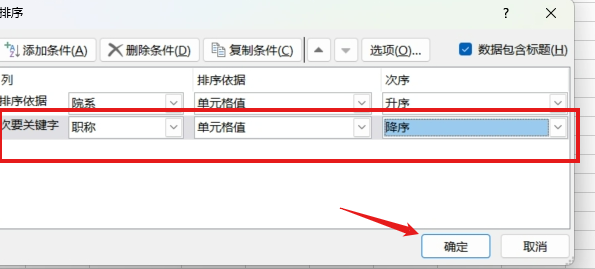 排序
添加条件(A) 删除条件(D) 复制条件(C) 选项(O)... 数据包含标题(H)
列 排序依据 次序
排序依据 院系 单元格值 升序
次要关键字 职称 单元格值 降序
确定 取消